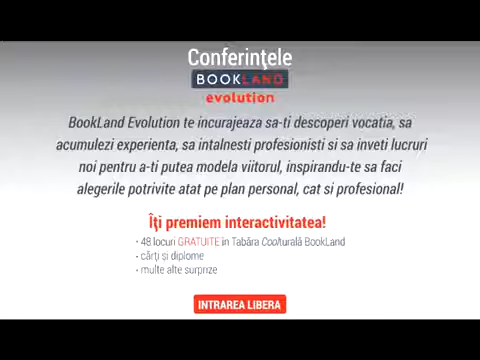 Conferințele
BOOKLAND
evolution
BookLand Evolution te incurajeaza sa-ti descoperi vocatia, sa
acumulezi experienta, sa intalnesti profesionisti si sa inveti lucruri
noi pentru a-ti putea modela viitorul, inspirandu-te sa faci
alegerile potrivite atat pe plan personal, cat si profesional!
Îți premiem interactivitatea!
• 48 locuri GRATUITE in Tabăra Coolturală BookLand
• cărți și diplome
• multe alte surprize
INTRAREA LIBERA